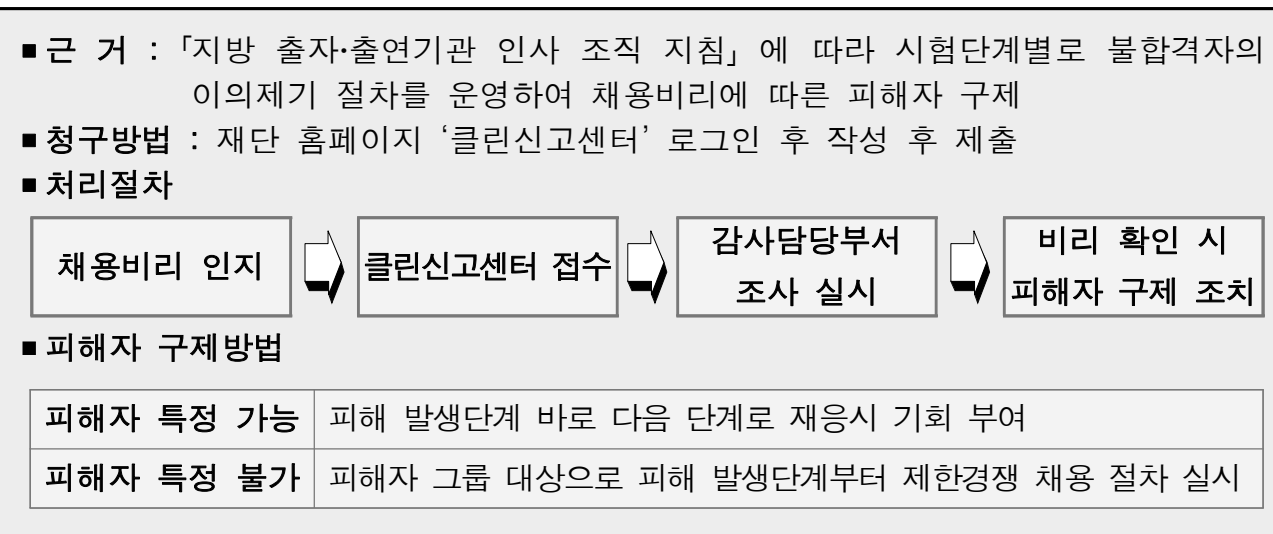 ■ 근 거 : 「지방 출자·출연기관 인사 조직 지침」에 따라 시험단계별로 불합격자의
이의제기 절차를 운영하여 채용비리에 따른 피해자 구제
■ 청구방법 : 재단 홈페이지 ‘클린신고센터’ 로그인 후 작성 후 제출
■ 처리절차
채용비리 인지
클린신고센터 접수
감사담당부서
조사 실시
비리 확인 시
피해자 구제 조치
■ 피해자 구제방법
피해자 특정 가능 피해 발생단계 바로 다음 단계로 재응시 기회 부여
피해자 특정 불가 피해자 그룹 대상으로 피해 발생단계부터 제한경쟁 채용 절차 실시